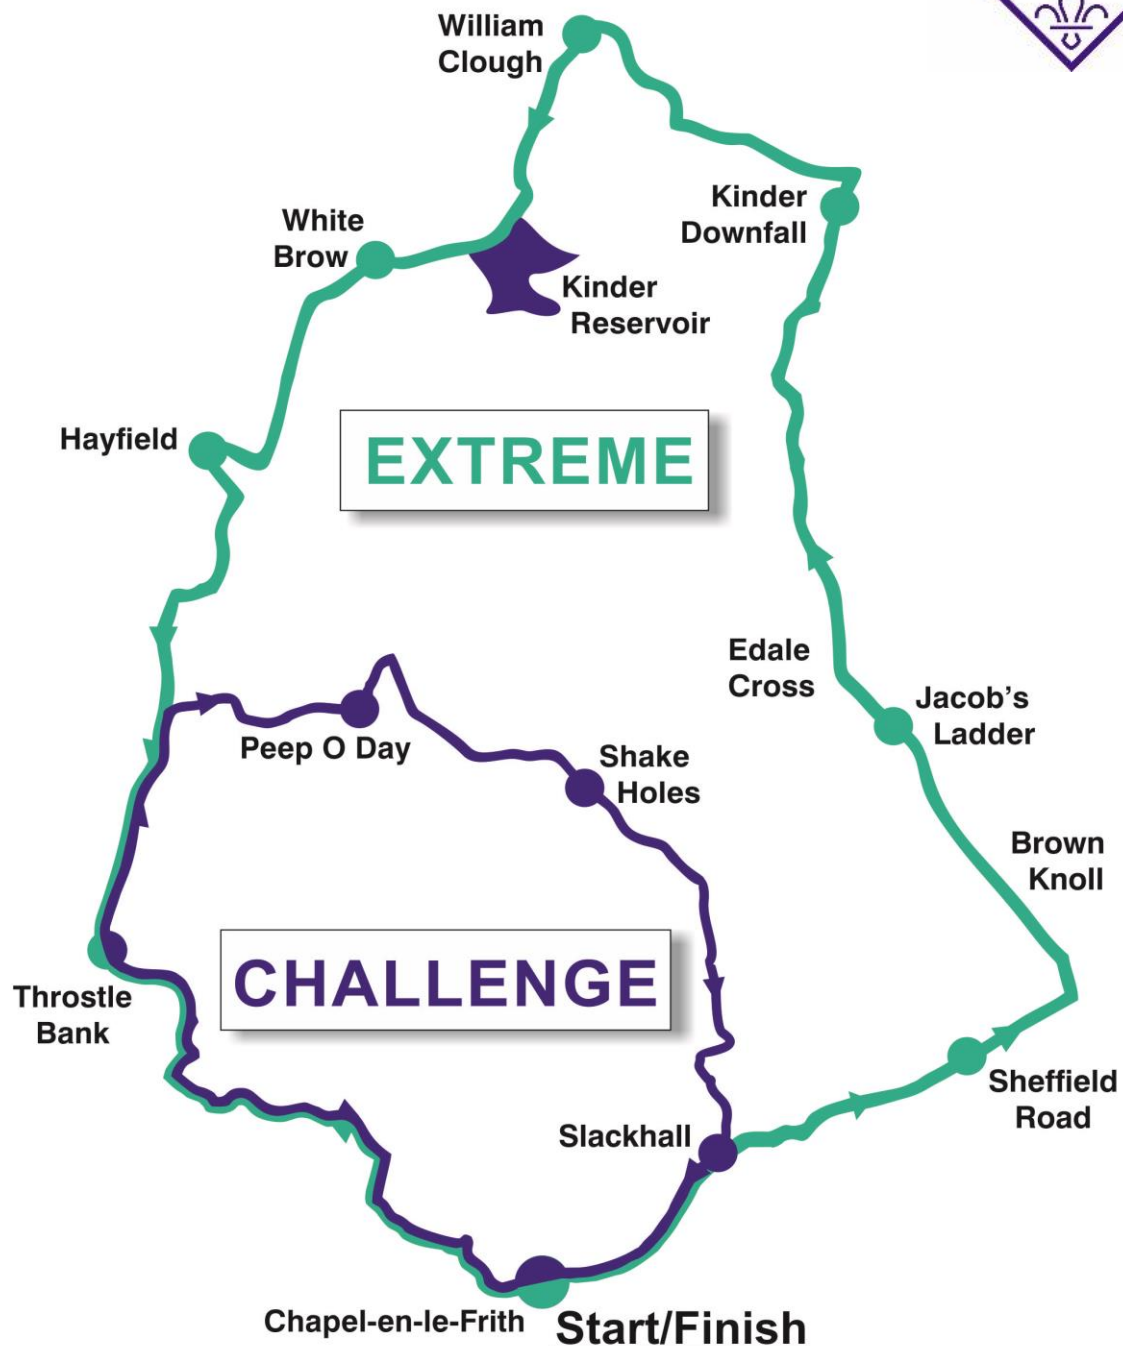 William
Clough
Kinder
Downfall
White
Brow
Kinder
Reservoir
Hayfield
EXTREME
Edale
Cross
Jacob's
Ladder
Peep O Day
Shake
Holes
Brown
Knoll
CHALLENGE
Throstle
Bank
Sheffield
Road
Slackhall
Chapel-en-le-Frith
Start/Finish